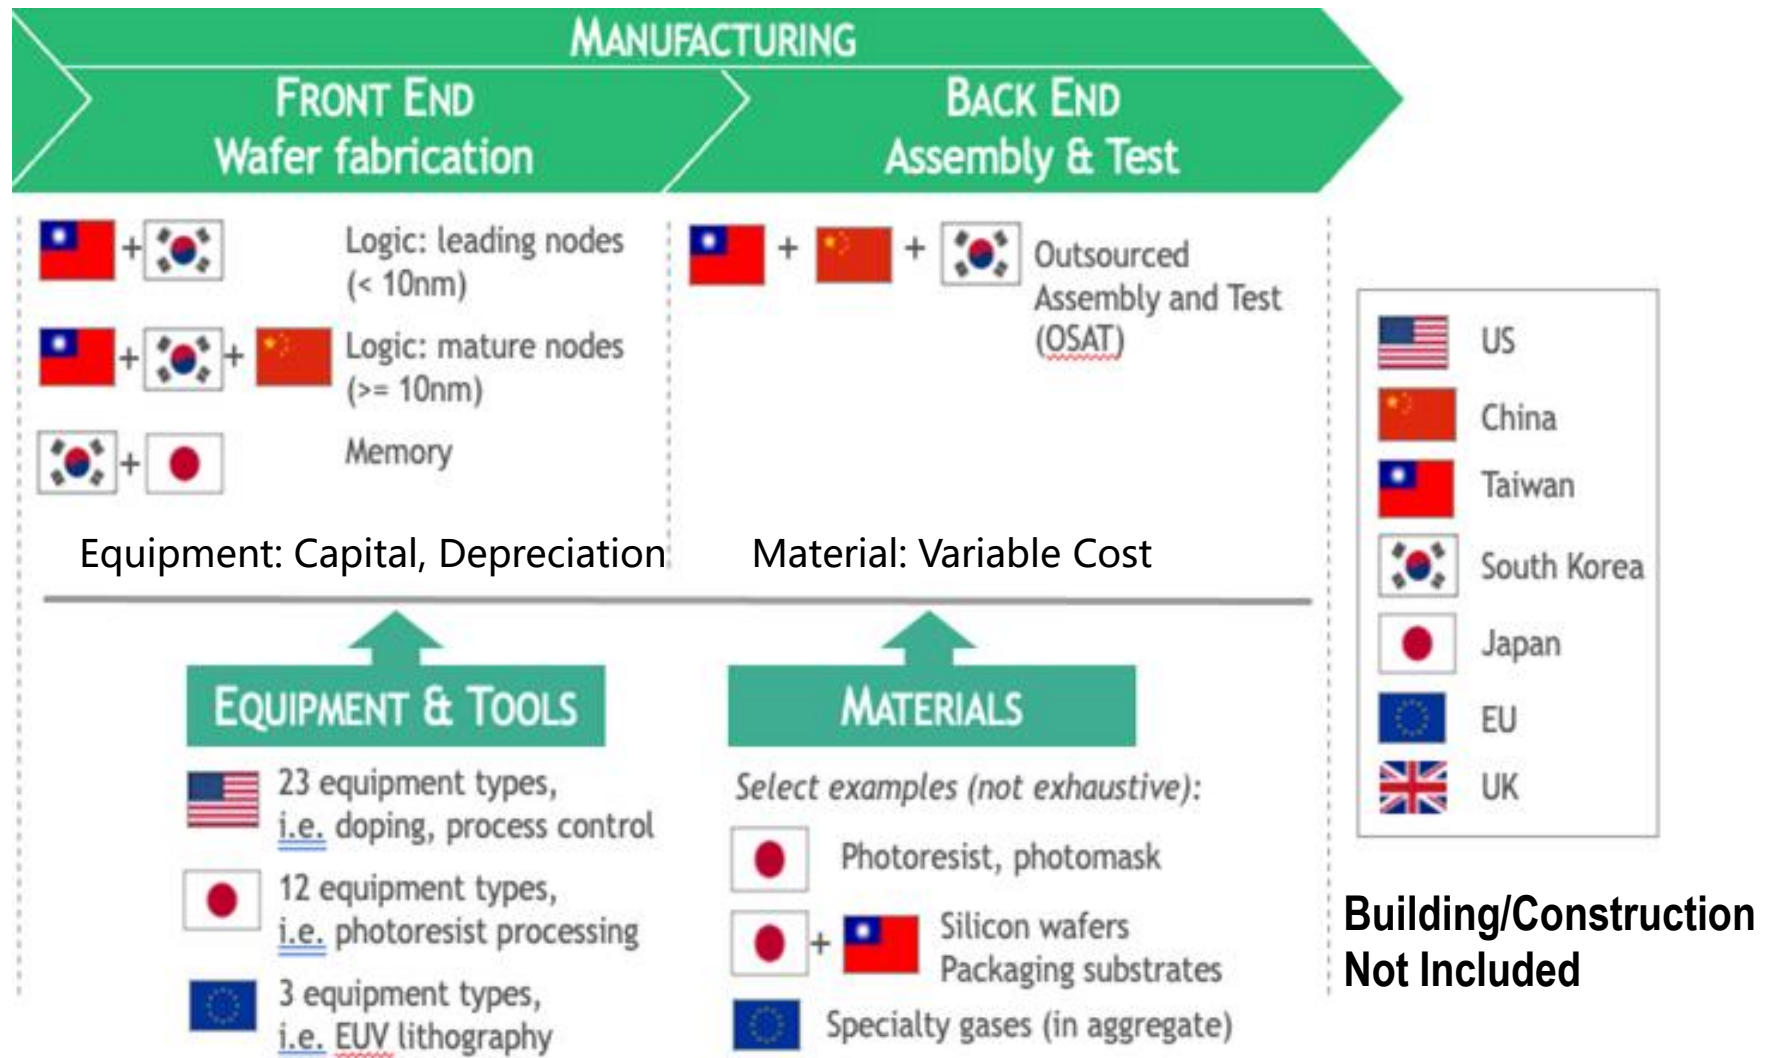 MANUFACTURING
FRONT END
Wafer fabrication
BACK END
Assembly & Test
Logic: leading nodes
(< 10nm)
Logic: mature nodes
(>= 10nm)
Memory
Outsourced
Assembly and Test
(OSAT)
Equipment: Capital, Depreciation
Material: Variable Cost
EQUIPMENT & TOOLS
23 equipment types,
i.e. doping, process control
12 equipment types,
i.e. photoresist processing
3 equipment types,
i.e. EUV lithography
MATERIALS
Select examples (not exhaustive):
Photoresist, photomask
Silicon wafers
Packaging substrates
Specialty gases (in aggregate)
US
China
Taiwan
South Korea
Japan
EU
UK
Building/Construction
Not Included